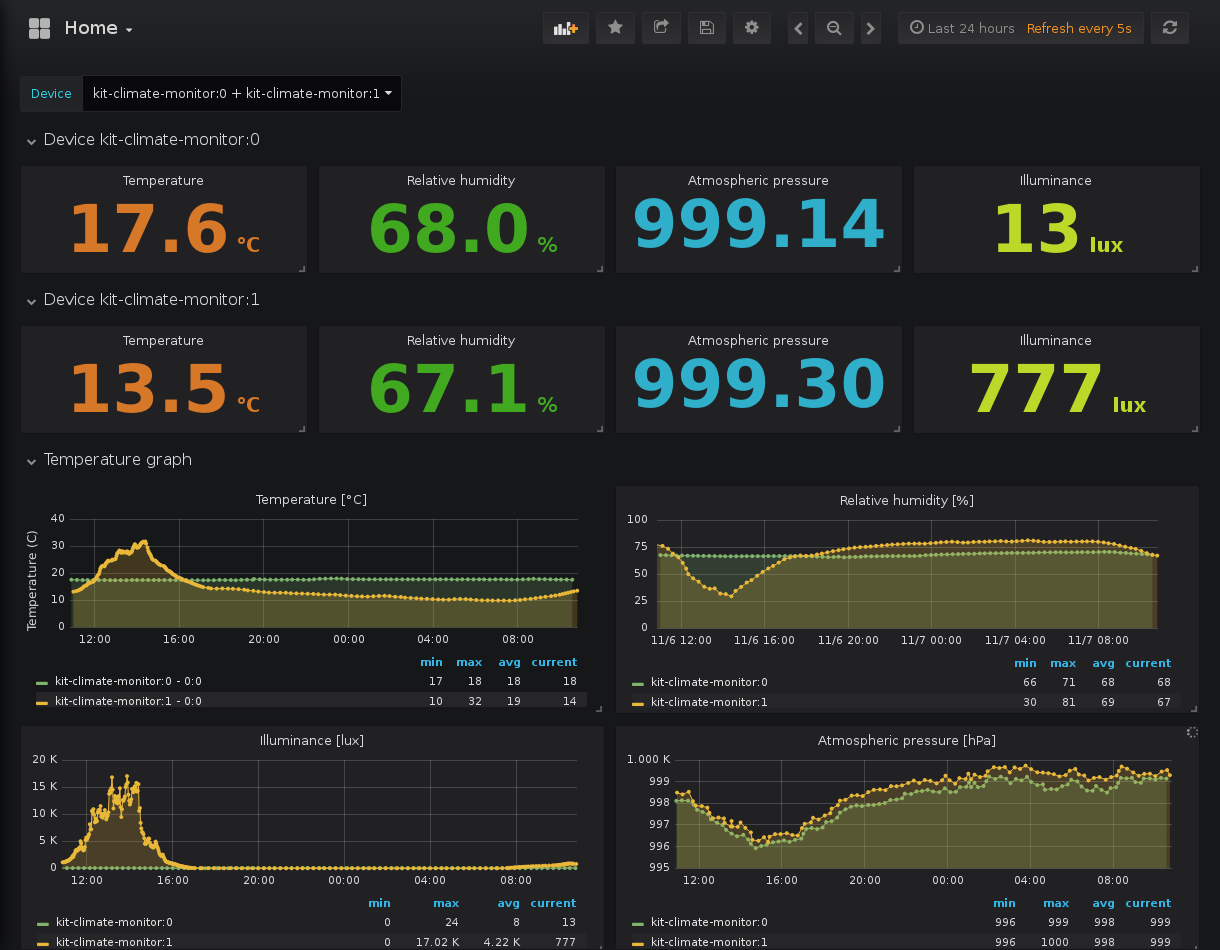 Home
Last 24 hours Refresh every 5s
Device kit-climate-monitor:0 + kit-climate-monitor:1
Device kit-climate-monitor:0
Temperature Relative humidity Atmospheric pressure Illuminance
17.6 °C 68.0 % 999.14 13 lux
Device kit-climate-monitor:1
Temperature Relative humidity Atmospheric pressure Illuminance
13.5 °C 67.1 % 999.30 777 lux
Temperature graph
Temperature [°C]
Temperature (C)
40
30
20
10
0
12:00 16:00 20:00 00:00 04:00 08:00
min max avg current
kit-climate-monitor:0 - 0:0 17 18 18 18
kit-climate-monitor:1 - 0:0 10 32 19 14
Relative humidity [%]
100
75
50
25
0
11/6 12:00 11/6 16:00 11/6 20:00 11/7 00:00 11/7 04:00 11/7 08:00
min max avg current
kit-climate-monitor:0 66 71 68 68
kit-climate-monitor:1 30 81 69 67
Illuminance [lux]
20 K
15 K
10 K
5 K
0
12:00 16:00 20:00 00:00 04:00 08:00
min max avg current
kit-climate-monitor:0 0 24 8 13
kit-climate-monitor:1 0 17.02 K 4.22 K 777
Atmospheric pressure [hPa]
1.000 K
999
998
997
996
995
12:00 16:00 20:00 00:00 04:00 08:00
min max avg current
kit-climate-monitor:0 996 999 998 999
kit-climate-monitor:1 996 1000 998 999